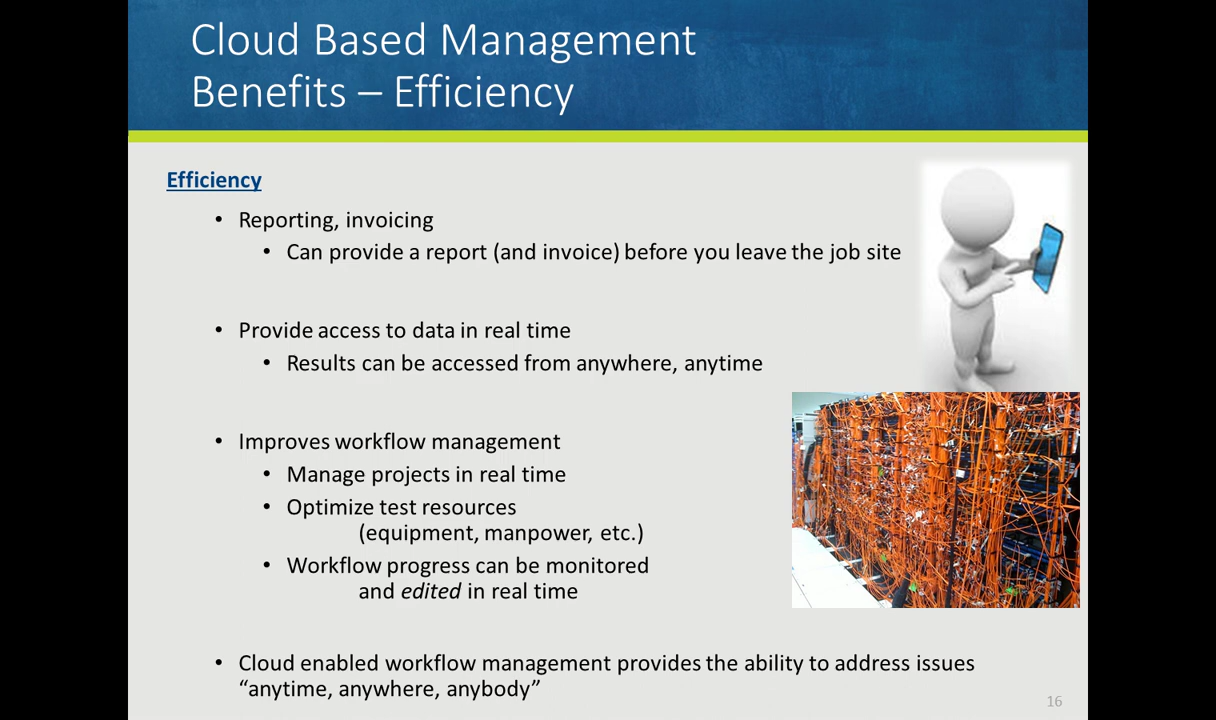 Cloud Based Management
Benefits – Efficiency
Efficiency
• Reporting, invoicing
• Can provide a report (and invoice) before you leave the job site
• Provide access to data in real time
• Results can be accessed from anywhere, anytime
• Improves workflow management
• Manage projects in real time
• Optimize test resources
(equipment, manpower, etc.)
• Workflow progress can be monitored
and edited in real time
• Cloud enabled workflow management provides the ability to address issues
“anytime, anywhere, anybody”
16